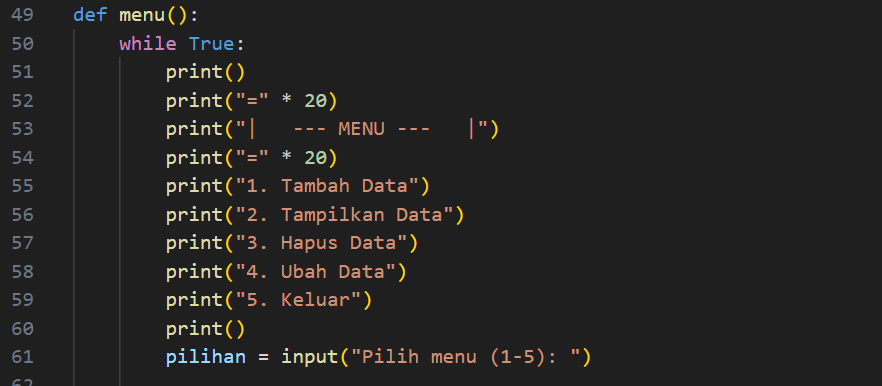 49 def menu():
50     while True:
51         print()
52         print("=" * 20)
53         print("|   --- MENU ---   |")
54         print("=" * 20)
55         print("1. Tambah Data")
56         print("2. Tampilkan Data")
57         print("3. Hapus Data")
58         print("4. Ubah Data")
59         print("5. Keluar")
60         print()
61         pilihan = input("Pilih menu (1-5): ")